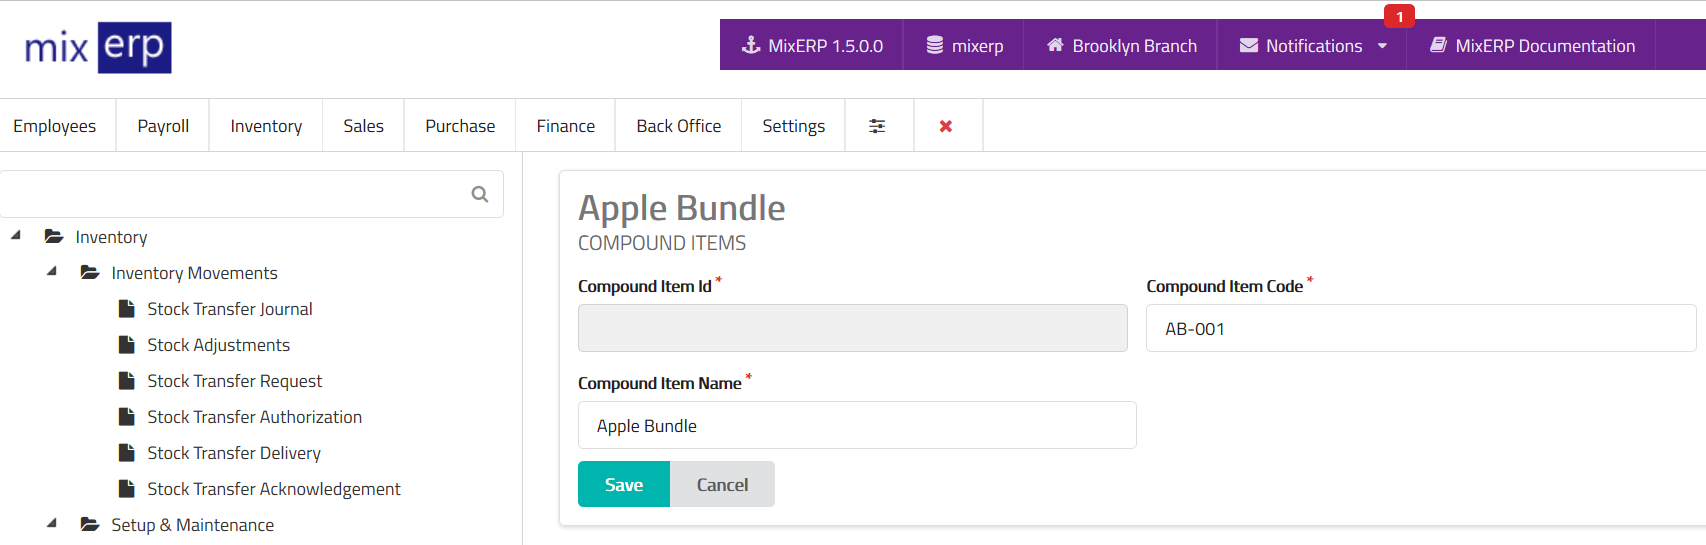 mix erp
1
MixERP 1.5.0.0 mixerp Brooklyn Branch Notifications MixERP Documentation
Employees Payroll Inventory Sales Purchase Finance Back Office Settings
Inventory
Inventory Movements
Stock Transfer Journal
Stock Adjustments
Stock Transfer Request
Stock Transfer Authorization
Stock Transfer Delivery
Stock Transfer Acknowledgement
Setup & Maintenance
Apple Bundle
COMPOUND ITEMS
Compound Item Id *
Compound Item Code *
AB-001
Compound Item Name *
Apple Bundle
Save Cancel